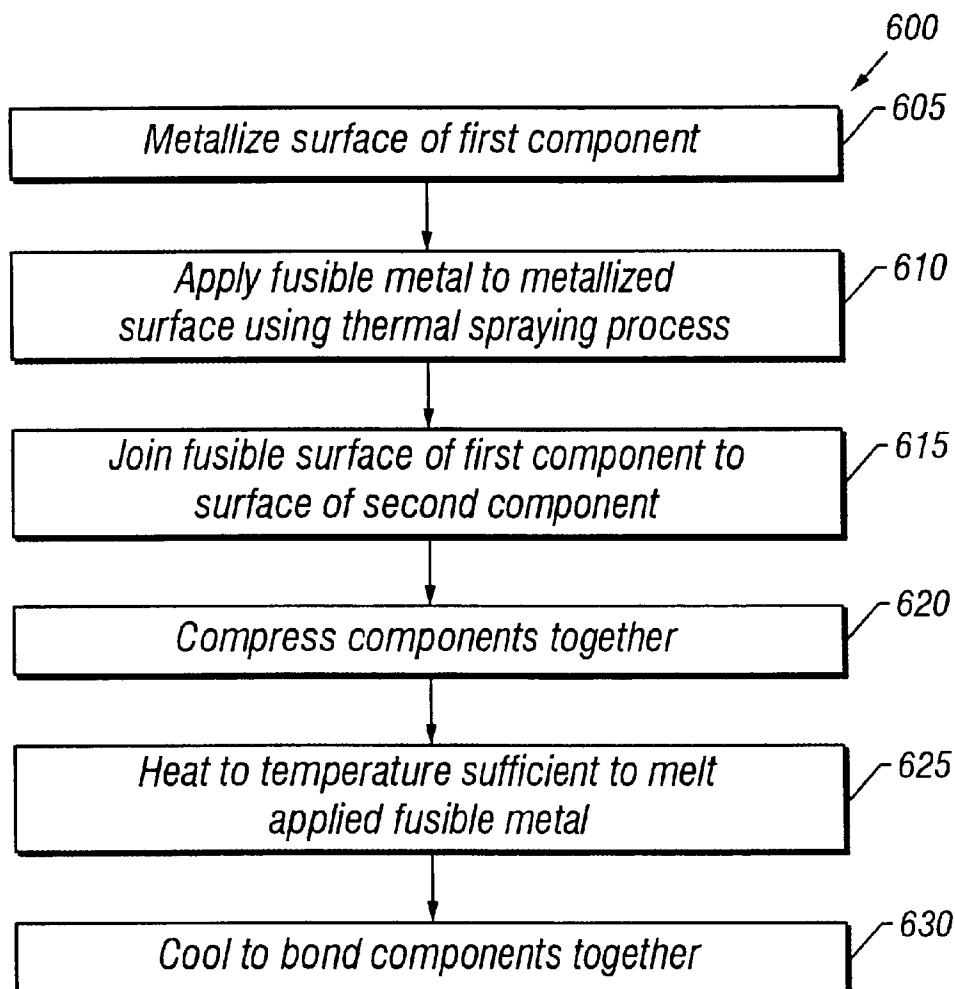 600
Metallize surface of first component
605
Apply fusible metal to metallized
surface using thermal spraying process
610
Join fusible surface of first component to
surface of second component
615
Compress components together
620
Heat to temperature sufficient to melt
applied fusible metal
625
Cool to bond components together
630